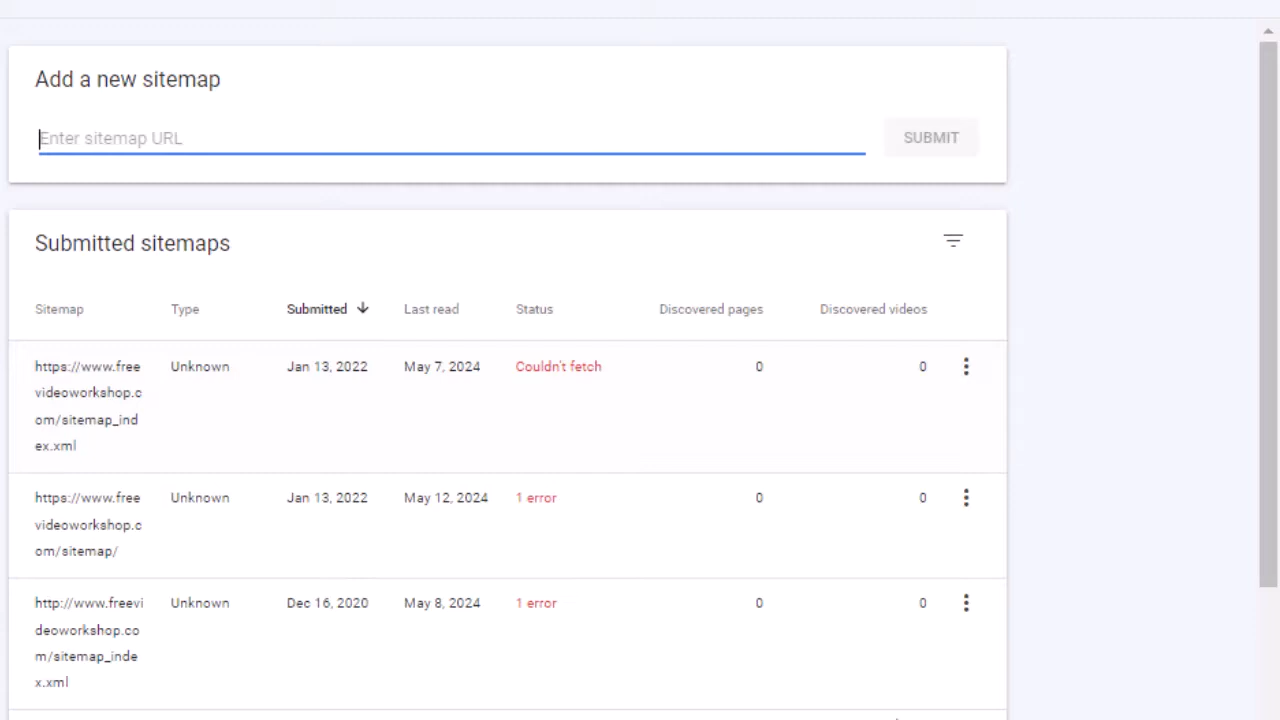 Add a new sitemap
Enter sitemap URL
SUBMIT
Submitted sitemaps
Sitemap Type Submitted Last read Status Discovered pages Discovered videos
https://www.free Unknown Jan 13, 2022 May 7, 2024 Couldn't fetch 0 0
videoworkshop.c
om/sitemap_ind
ex.xml
https://www.free Unknown Jan 13, 2022 May 12, 2024 1 error 0 0
videoworkshop.c
om/sitemap/
http://www.freevi Unknown Dec 16, 2020 May 8, 2024 1 error 0 0
deoworkshop.co
m/sitemap_inde
x.xml